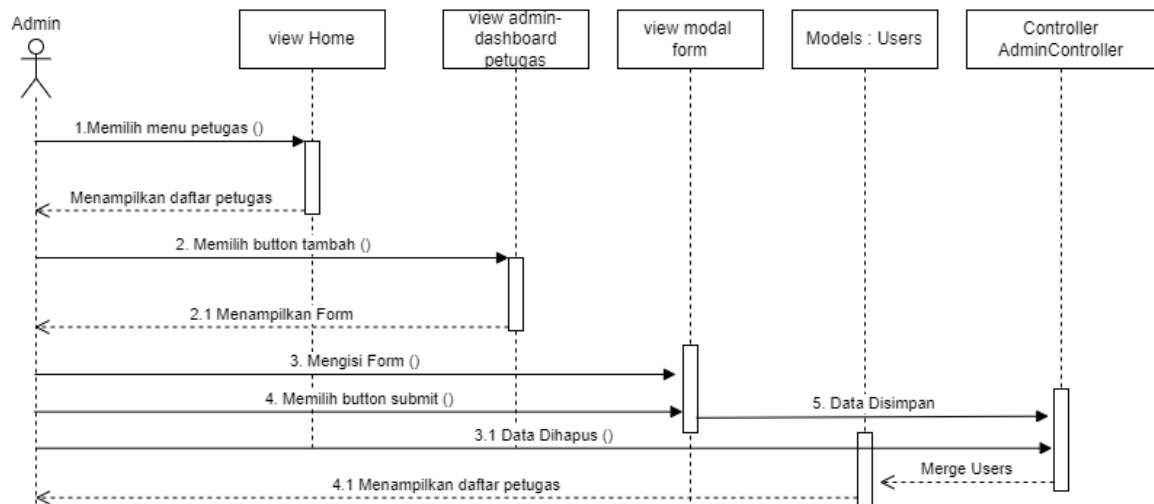 Admin
view Home
view admin-
dashboard
petugas
view modal
form
Models : Users
Controller
AdminController
1.Memilih menu petugas ()
Menampilkan daftar petugas
2. Memilih button tambah ()
2.1 Menampilkan Form
3. Mengisi Form ()
4. Memilih button submit ()
5. Data Disimpan
3.1 Data Dihapus ()
Merge Users
4.1 Menampilkan daftar petugas